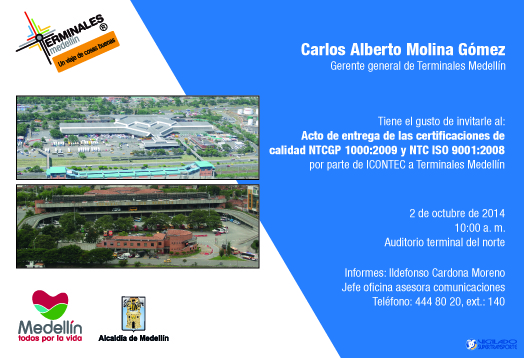 TERMINALES
medellín
®
Un viaje de cosas buenas
Carlos Alberto Molina Gómez
Gerente general de Terminales Medellín
Tiene el gusto de invitarle al:
Acto de entrega de las certificaciones de
calidad NTCGP 1000:2009 y NTC ISO 9001:2008
por parte de ICONTEC a Terminales Medellín
2 de octubre de 2014
10:00 a. m.
Auditorio terminal del norte
Informes: Ildefonso Cardona Moreno
Jefe oficina asesora comunicaciones
Teléfono: 444 80 20, ext.: 140
Medellín
todos por la vida
Alcaldía de Medellín
VIGILADO
SUPERTRANSPORTE